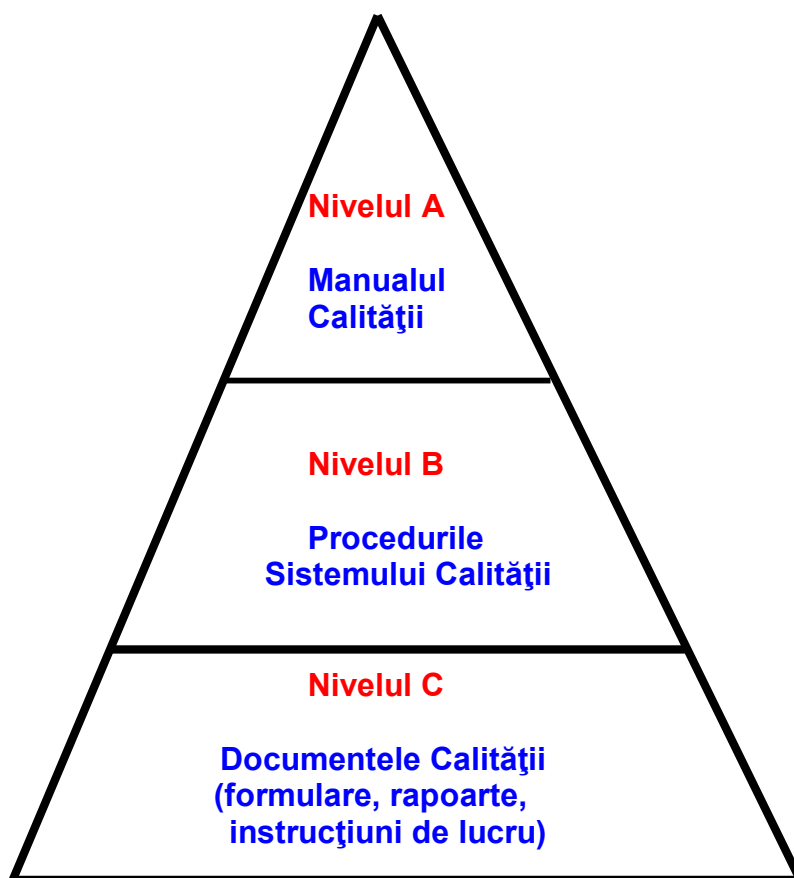 Nivelul A
Manualul
Calităţii
Nivelul B
Procedurile
Sistemului Calităţii
Nivelul C
Documentele Calităţii
(formulare, rapoarte,
instrucţiuni de lucru)